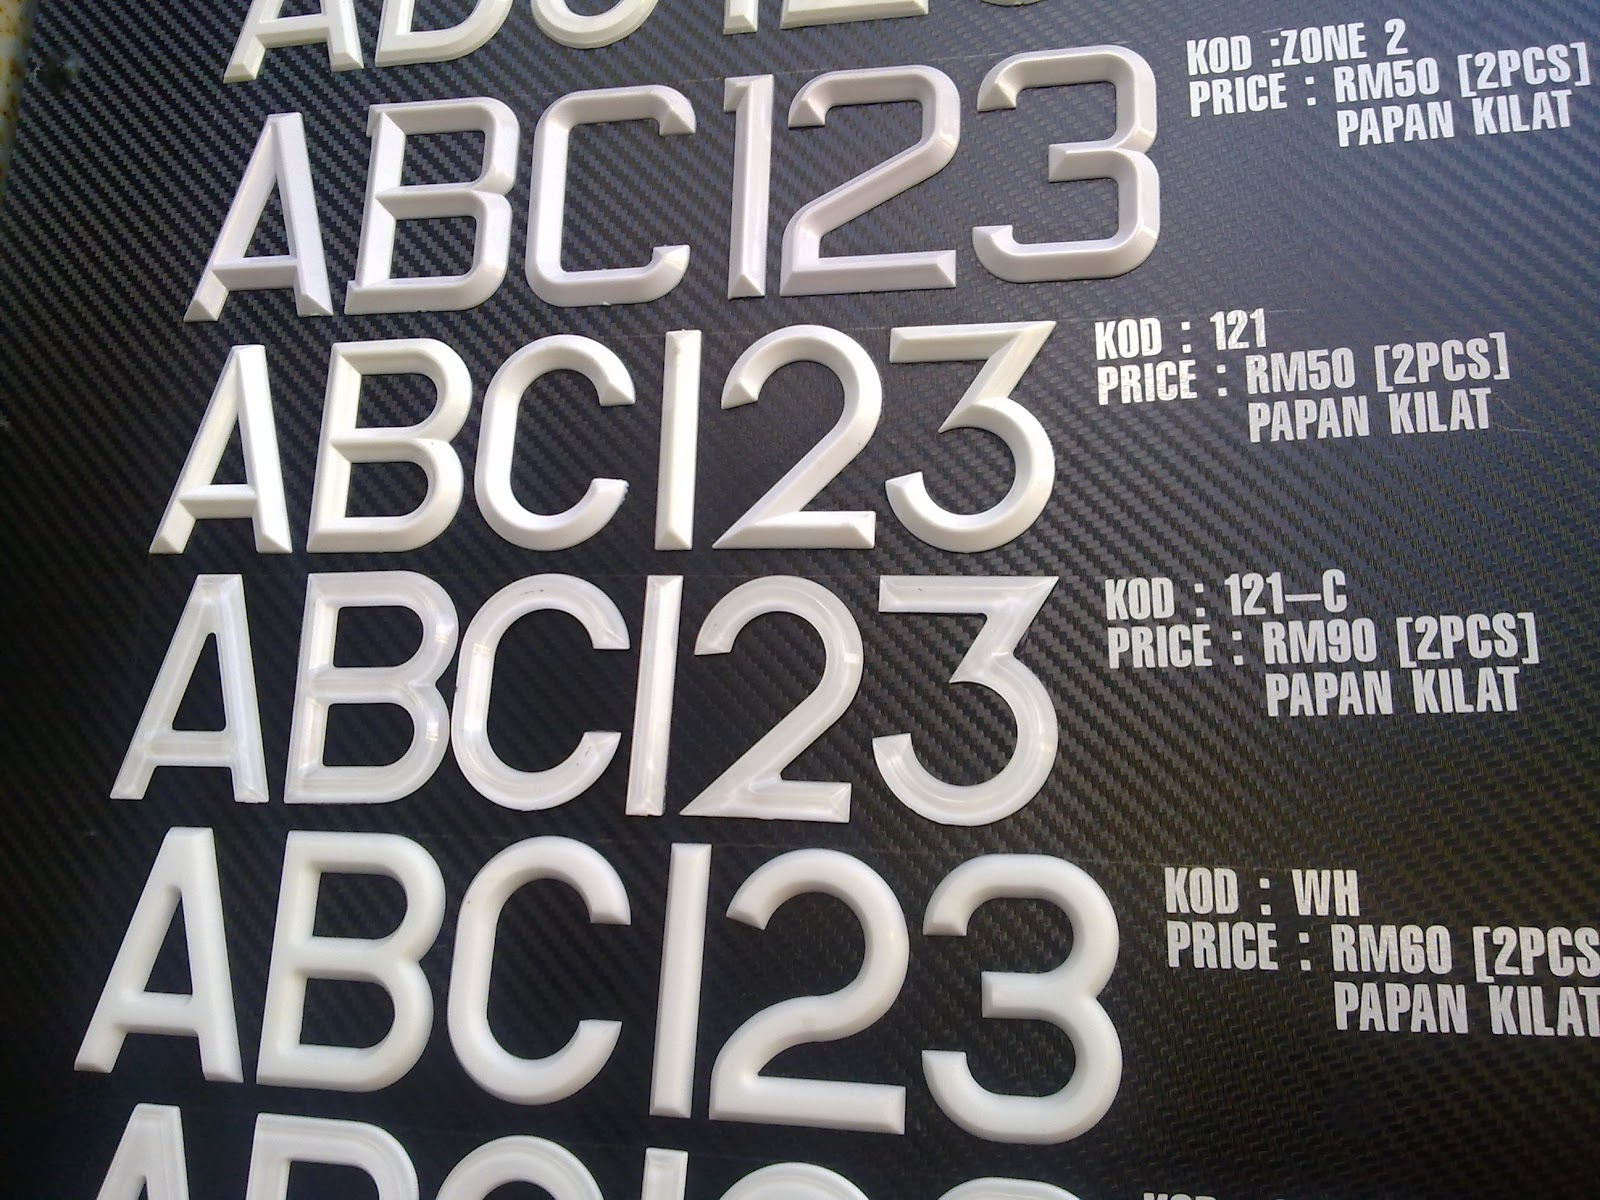 ABC123
KOD :ZONE 2
PRICE : RM50 [2PCS]
PAPAN KILAT
ABC123
KOD : 121
PRICE : RM50 [2PCS]
PAPAN KILAT
ABC123
KOD : 121-C
PRICE : RM90 [2PCS]
PAPAN KILAT
ABC123
KOD : WH
PRICE : RM60 [2PCS
PAPAN KILAT
ABC123